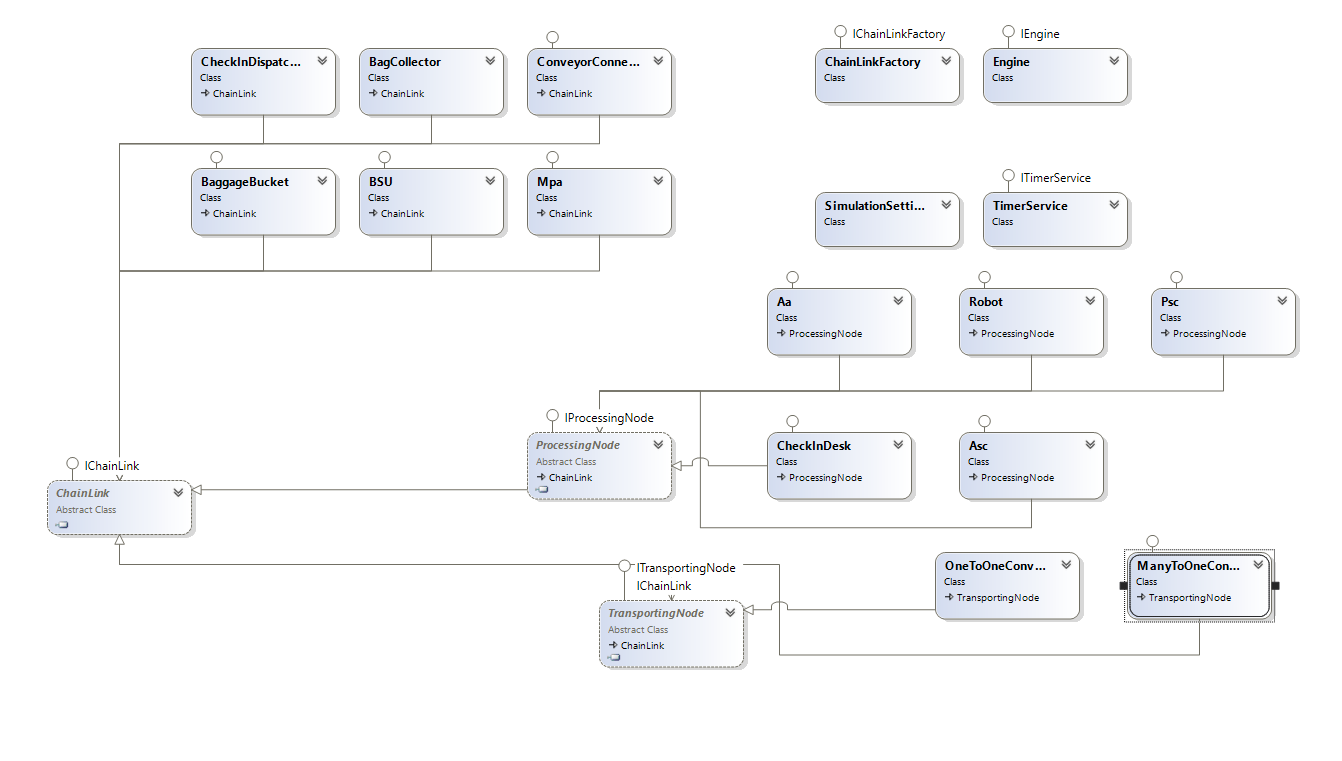 IChainLinkFactory
IEngine
CheckInDispatc...
Class
ChainLink
BagCollector
Class
ChainLink
ConveyorConne...
Class
ChainLink
ChainLinkFactory
Class
Engine
Class
BaggageBucket
Class
ChainLink
BSU
Class
ChainLink
Mpa
Class
ChainLink
ITimerService
SimulationSetti...
Class
TimerService
Class
Aa
Class
ProcessingNode
Robot
Class
ProcessingNode
Psc
Class
ProcessingNode
IProcessingNode
ProcessingNode
Abstract Class
ChainLink
CheckInDesk
Class
ProcessingNode
Asc
Class
ProcessingNode
IChainLink
ChainLink
Abstract Class
ITransportingNode
IChainLink
TransportingNode
Abstract Class
ChainLink
OneToOneConv...
Class
TransportingNode
ManyToOneCon...
Class
TransportingNode